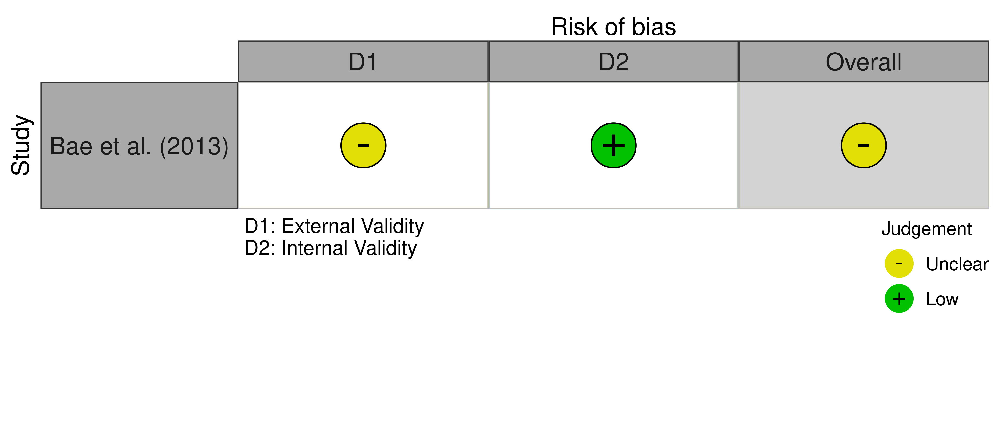 Risk of bias
D1 D2 Overall
Study
Bae et al. (2013) - + -
D1: External Validity
D2: Internal Validity
Judgement
- Unclear
+ Low